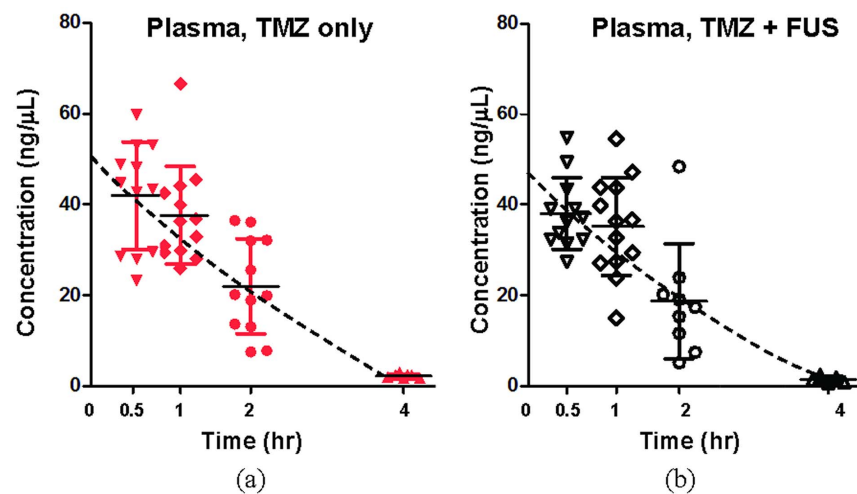 Plasma, TMZ only
80
60
40
20
0
Concentration (ng/μL)
0 0.5 1 2 4
Time (hr)
(a)
Plasma, TMZ + FUS
80
60
40
20
0
Concentration (ng/μL)
0 0.5 1 2 4
Time (hr)
(b)